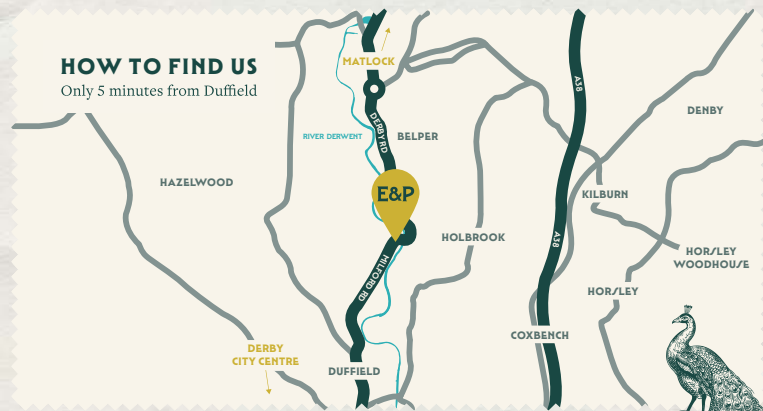 HOW TO FIND US
Only 5 minutes from Duffield
MATLOCK
A38
DENBY
DERBY RD
RIVER DERWENT
BELPER
HAZELWOOD
E&P
KILBURN
HOLBROOK
A38
HORSLEY
WOODHOUSE
MILFORD RD
HORSLEY
COXBENCH
DERBY
CITY CENTRE
DUFFIELD